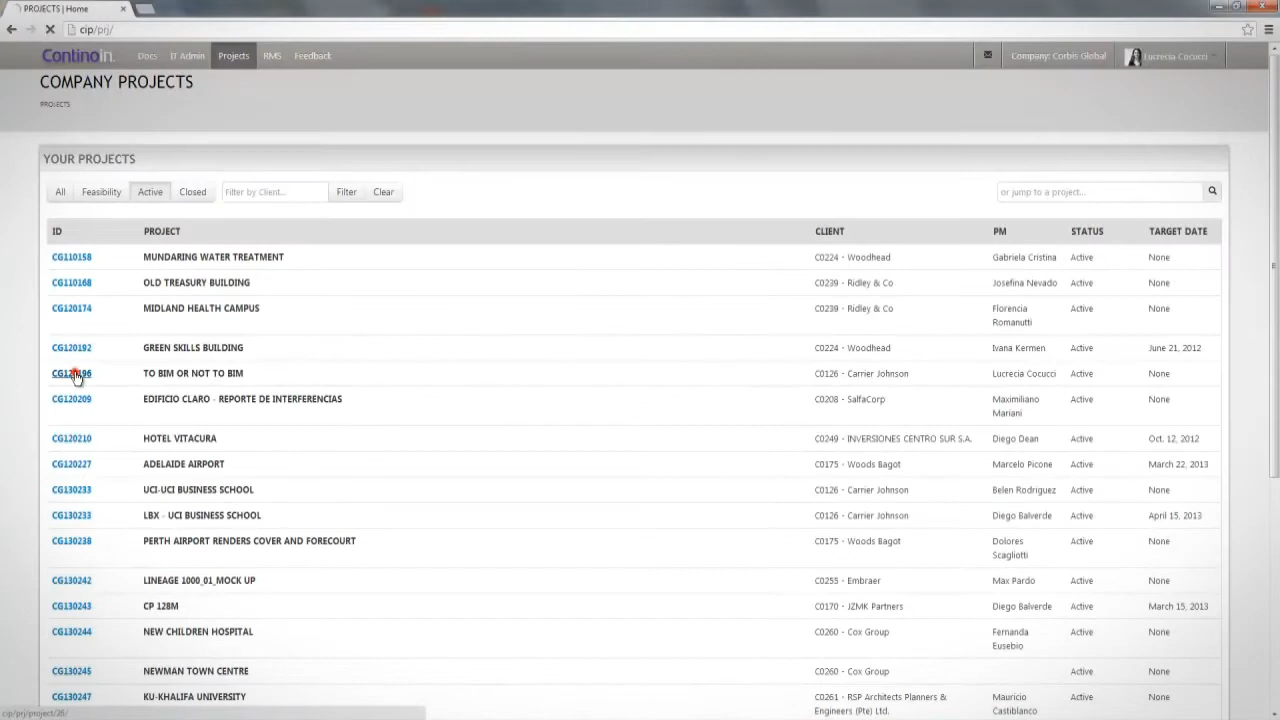 PROJECTS | Home
cip/prj/
Contino in. Docs IT Admin Projects RMS Feedback Company: Corbis Global Lucrecia Cocucci
COMPANY PROJECTS
PROJECTS
YOUR PROJECTS
All Feasibility Active Closed Filter by Client... Filter Clear or jump to a project...
ID PROJECT CLIENT PM STATUS TARGET DATE
CG110158 MUNDARING WATER TREATMENT C0224 - Woodhead Gabriela Cristina Active None
CG110168 OLD TREASURY BUILDING C0239 - Ridley & Co Josefina Nevado Active None
CG120174 MIDLAND HEALTH CAMPUS C0239 - Ridley & Co Florencia Active None
Romanutti
CG120192 GREEN SKILLS BUILDING C0224 - Woodhead Ivana Kermen Active June 21, 2012
TO BIM OR NOT TO BIM C0126 - Carrier Johnson Lucrecia Cocucci Active None
CG120209 EDIFICIO CLARO - REPORTE DE INTERFERENCIAS C0208 - SalfaCorp Maximiliano Active None
Mariani
CG120210 HOTEL VITACURA C0249 - INVERSIONES CENTRO SUR S.A. Diego Dean Active Oct. 12, 2012
CG120227 ADELAIDE AIRPORT C0175 - Woods Bagot Marcelo Picone Active March 22, 2013
CG130233 UCI-UCI BUSINESS SCHOOL C0126 - Carrier Johnson Belen Rodriguez Active None
CG130233 LBX - UCI BUSINESS SCHOOL C0126 - Carrier Johnson Diego Balverde Active April 15, 2013
CG130238 PERTH AIRPORT RENDERS COVER AND FORECOURT C0175 - Woods Bagot Dolores Active None
Scagliotti
CG130242 LINEAGE 1000_01_MOCK UP C0255 - Embraer Max Pardo Active None
CG130243 CP 128M C0170 - JZMK Partners Diego Balverde Active March 15, 2013
CG130244 NEW CHILDREN HOSPITAL C0260 - Cox Group Fernanda Active None
Eusebio
CG130245 NEWMAN TOWN CENTRE C0260 - Cox Group Active None
CG130247 KU-KHALIFA UNIVERSITY C0261 - RSP Architects Planners & Mauricio Active None
Engineers (Pte) Ltd. Castiblanco
cip/prj/project/28/